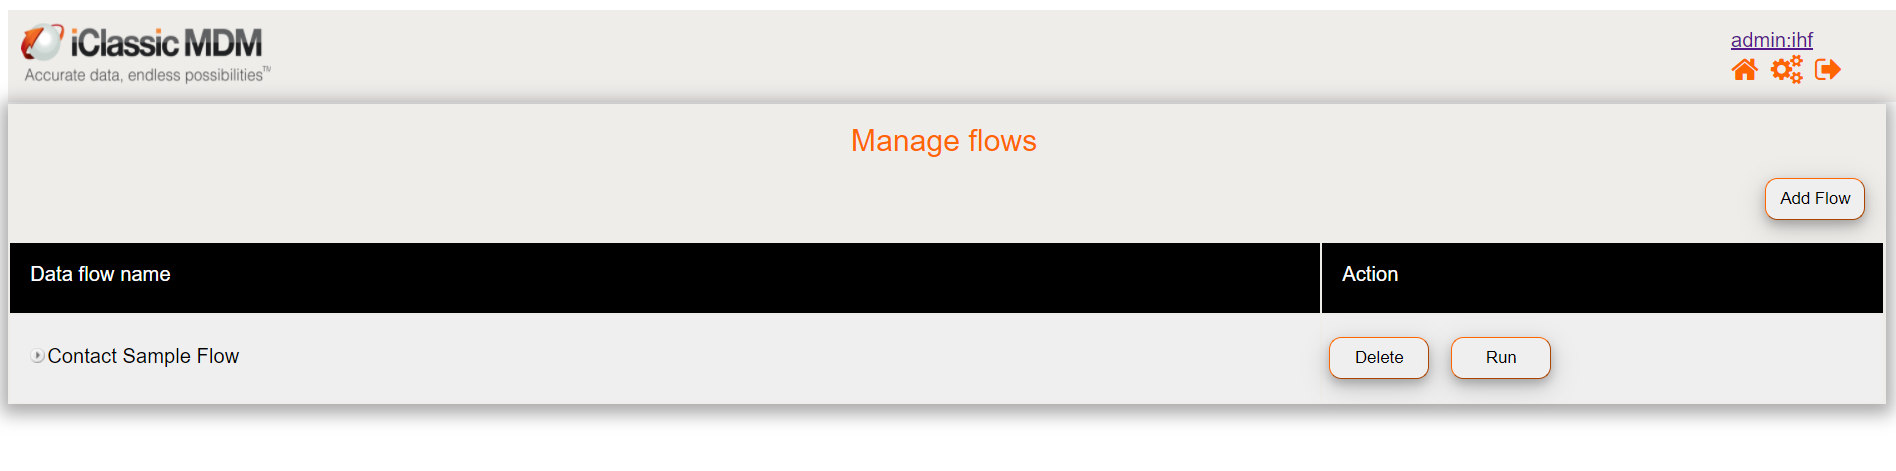 iClassic MDM
Accurate data, endless possibilities™
admin:ihf
Manage flows
Add Flow
Data flow name Action
Contact Sample Flow Delete Run